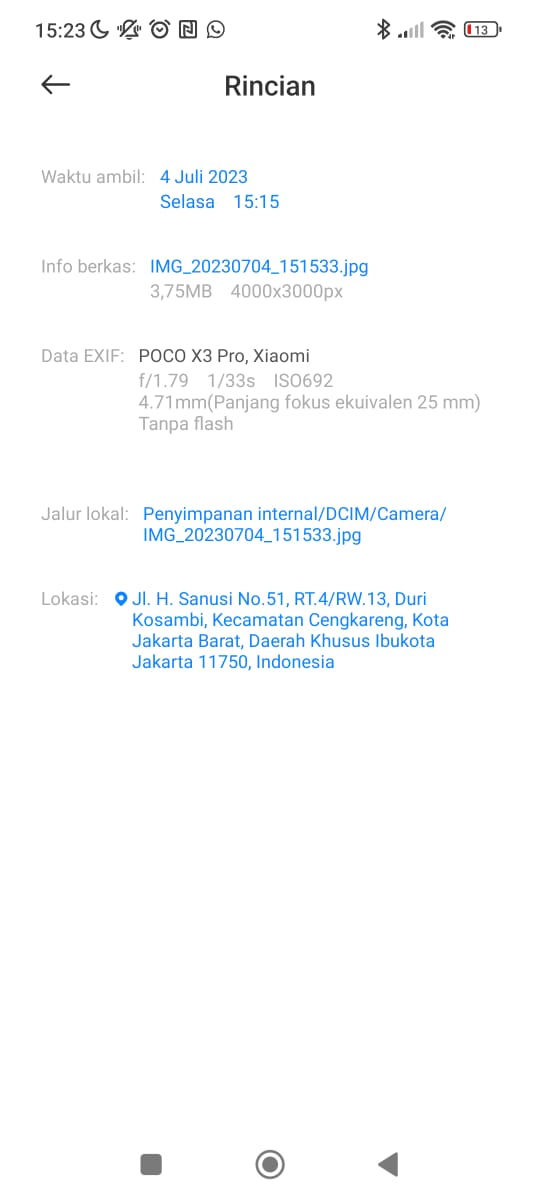 15:23
13
Rincian
Waktu ambil: 4 Juli 2023
Selasa 15:15
Info berkas: IMG_20230704_151533.jpg
3,75MB 4000x3000px
Data EXIF: POCO X3 Pro, Xiaomi
f/1.79 1/33s ISO692
4.71mm(Panjang fokus ekuivalen 25 mm)
Tanpa flash
Jalur lokal: Penyimpanan internal/DCIM/Camera/
IMG_20230704_151533.jpg
Lokasi: Jl. H. Sanusi No.51, RT.4/RW.13, Duri
Kosambi, Kecamatan Cengkareng, Kota
Jakarta Barat, Daerah Khusus Ibukota
Jakarta 11750, Indonesia